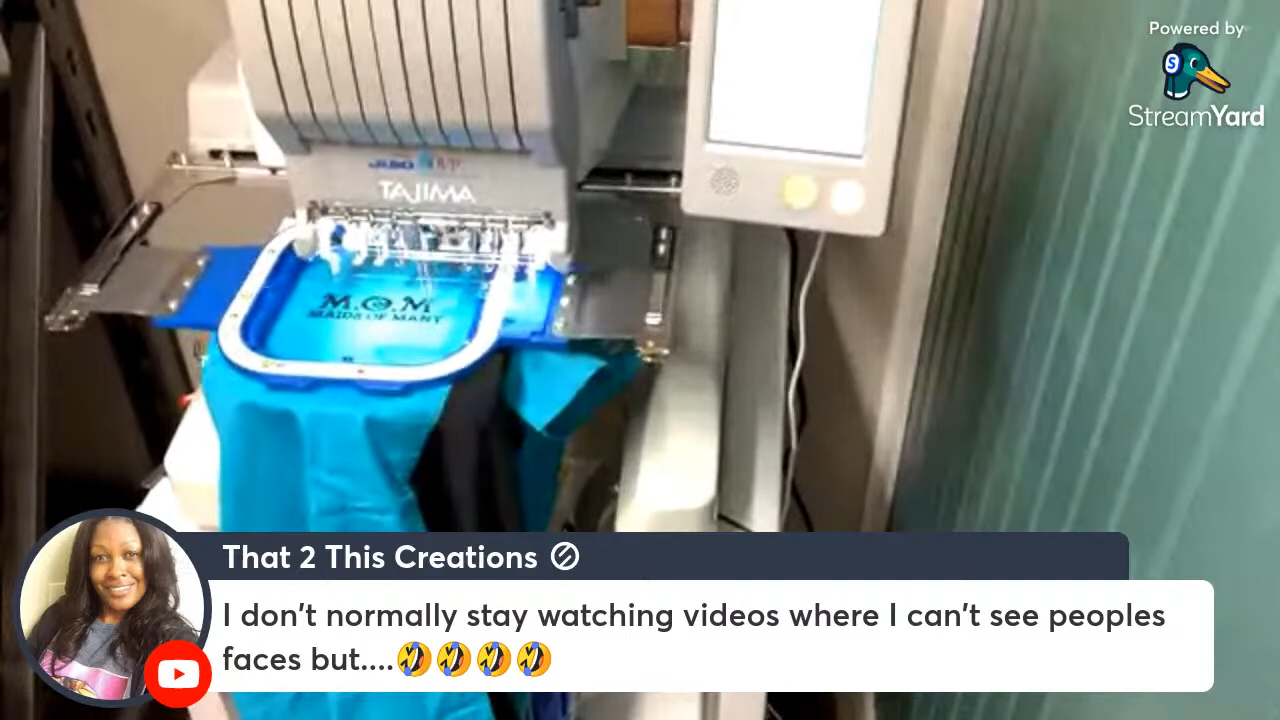 Powered by
StreamYard
TAJIMA
M.O.M
MAIDS OF MANY
That 2 This Creations
I don't normally stay watching videos where I can't see peoples
faces but....🤣🤣🤣🤣